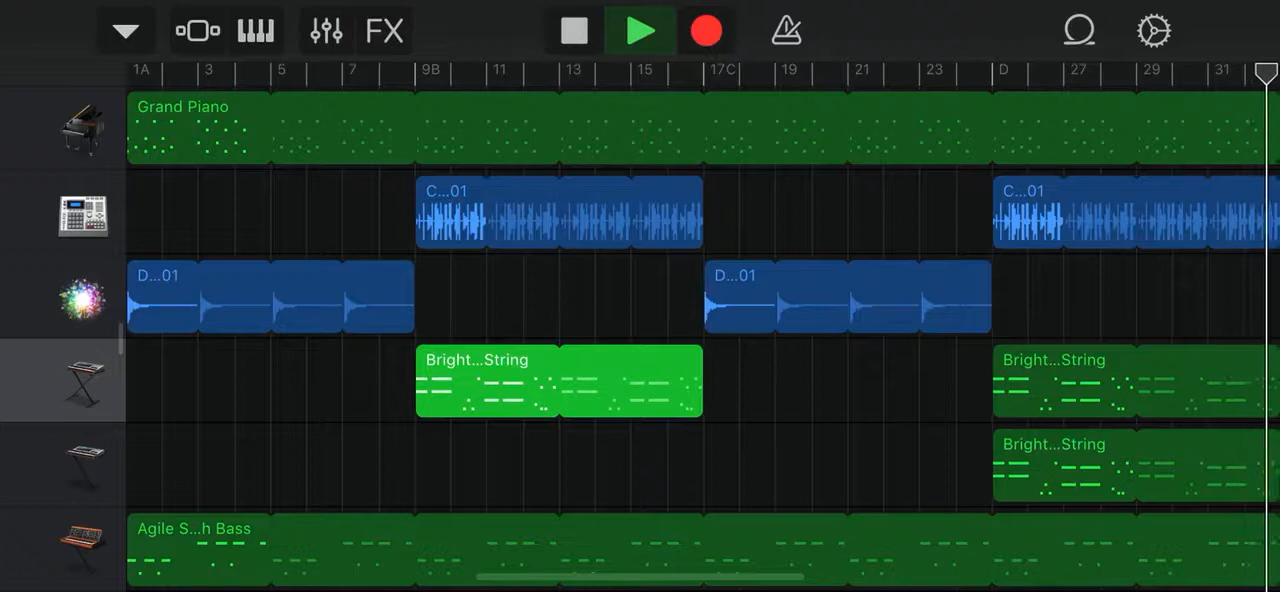 FX
1A 3 5 7 9B 11 13 15 17C 19 21 23 D 27 29 31
Grand Piano
C...01 C...01
D...01 D...01
Bright...String Bright...String
Bright...String
Agile S...h Bass